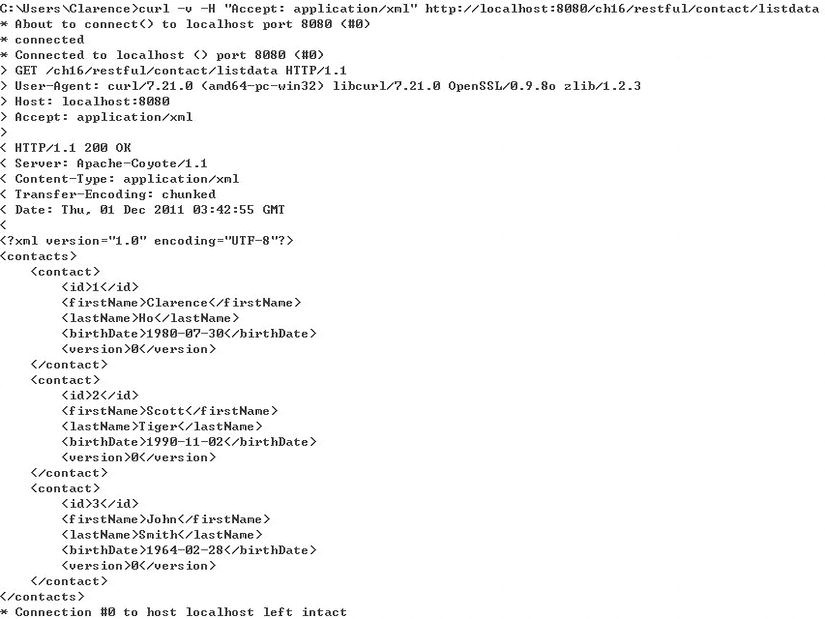 C:\Users\Clarence>curl -v -H "Accept: application/xml" http://localhost:8080/ch16/restful/contact/listdata
* About to connect() to localhost port 8080 (#0)
* connected
* Connected to localhost () port 8080 (#0)
> GET /ch16/restful/contact/listdata HTTP/1.1
> User-Agent: curl/7.21.0 (amd64-pc-win32) libcurl/7.21.0 OpenSSL/0.9.8o zlib/1.2.3
> Host: localhost:8080
> Accept: application/xml
>
< HTTP/1.1 200 OK
< Server: Apache-Coyote/1.1
< Content-Type: application/xml
< Transfer-Encoding: chunked
< Date: Thu, 01 Dec 2011 03:42:55 GMT
<
<?xml version="1.0" encoding="UTF-8"?>
<contacts>
    <contact>
        <id>1</id>
        <firstName>Clarence</firstName>
        <lastName>Ho</lastName>
        <birthDate>1980-07-30</birthDate>
        <version>0</version>
    </contact>
    <contact>
        <id>2</id>
        <firstName>Scott</firstName>
        <lastName>Tiger</lastName>
        <birthDate>1990-11-02</birthDate>
        <version>0</version>
    </contact>
    <contact>
        <id>3</id>
        <firstName>John</firstName>
        <lastName>Smith</lastName>
        <birthDate>1964-02-28</birthDate>
        <version>0</version>
    </contact>
</contacts>
* Connection #0 to host localhost left intact